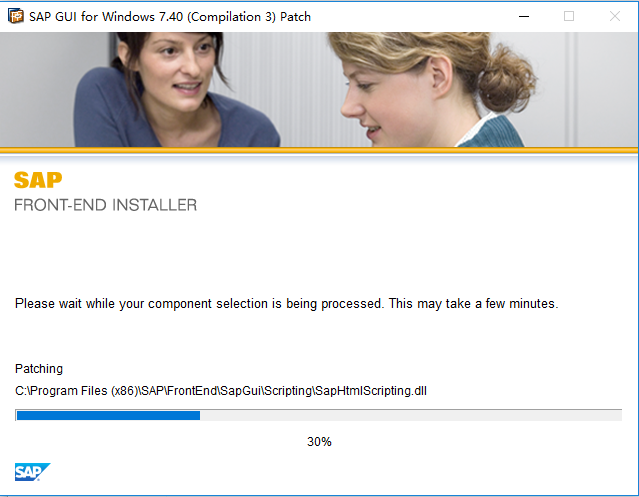 SAP GUI for Windows 7.40 (Compilation 3) Patch
SAP
FRONT-END INSTALLER
Please wait while your component selection is being processed. This may take a few minutes.
Patching
C:\Program Files (x86)\SAP\FrontEnd\SapGui\Scripting\SapHtmlScripting.dll
30%
SAP